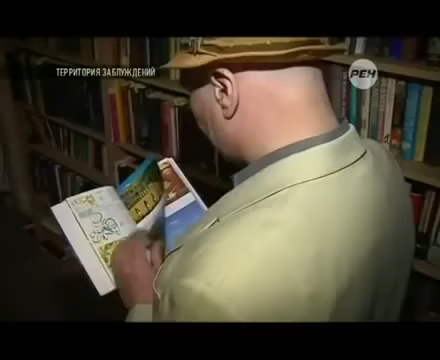 ТЕРРИТОРИЯ ЗАБЛУЖДЕНИЙ
РЕН